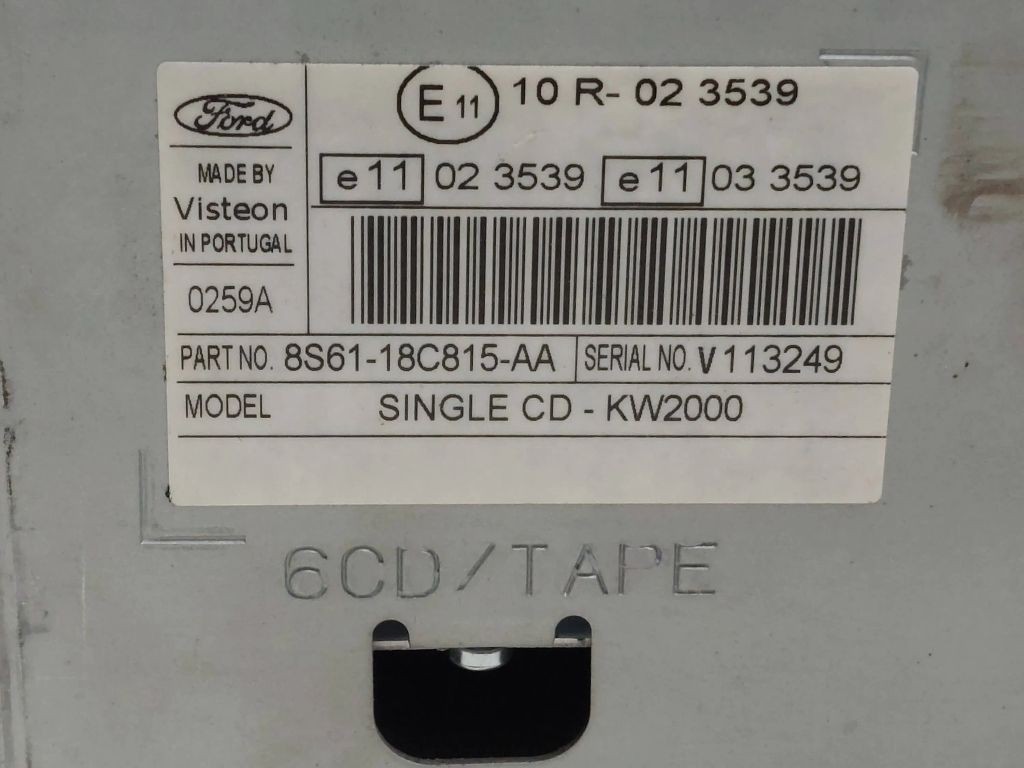 Ford
MADE BY
Visteon
IN PORTUGAL
0259A
E 11 10 R- 02 3539
e 11 02 3539 e 11 03 3539
PART NO. 8S61-18C815-AA SERIAL NO. V113249
MODEL SINGLE CD - KW2000
6CD/TAPE